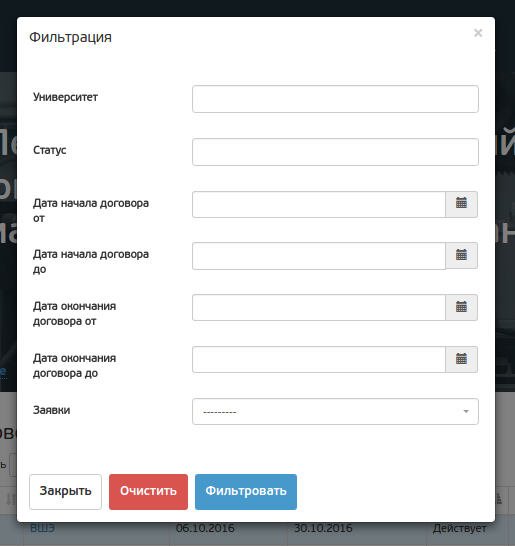 Фильтрация
×
Университет
Статус
Дата начала договора
от
Дата начала договора
до
Дата окончания
договора от
Дата окончания
договора до
Заявки
---------
Закрыть
Очистить
Фильтровать
ВШЭ 06.10.2016 30.10.2016 Действует